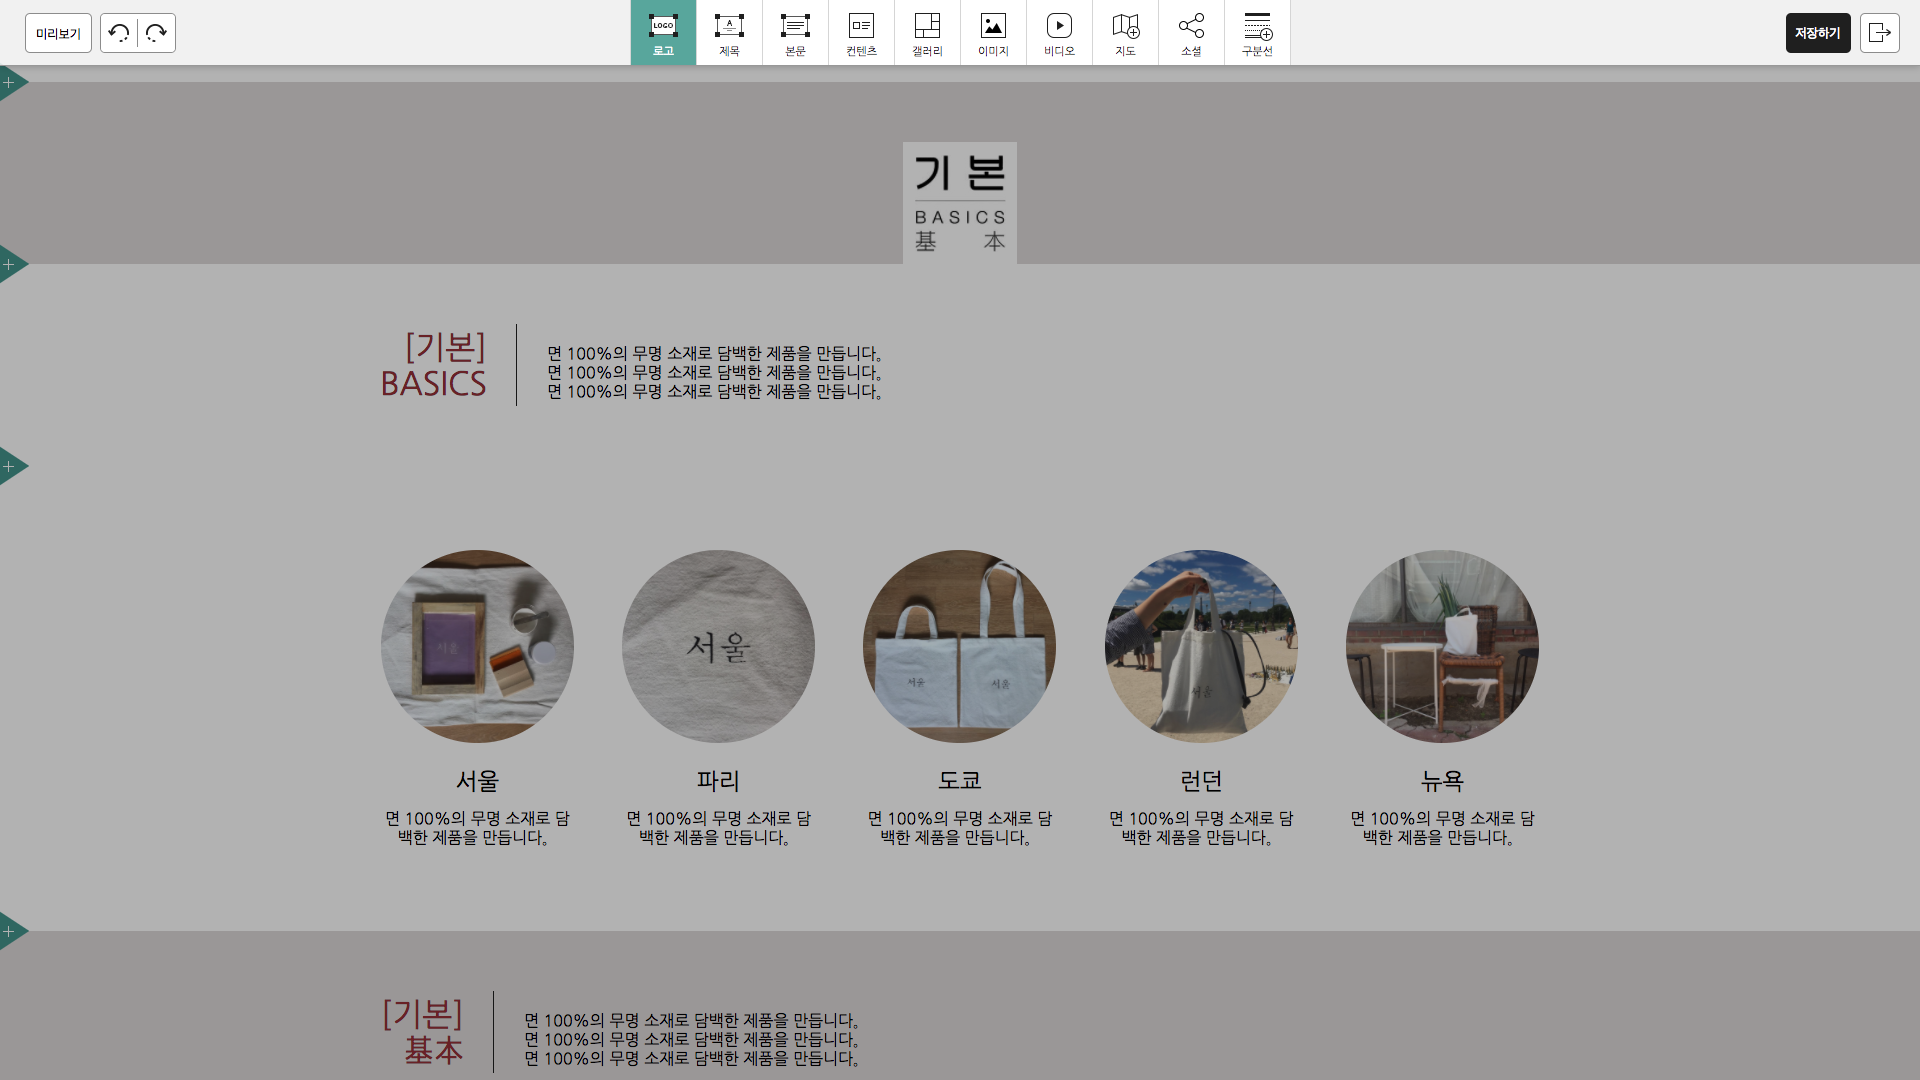 미리보기
LOGO
로고
A
제목
본문
컨텐츠
갤러리
이미지
비디오
지도
소셜
구분선
저장하기
기 본
BASICS
基 本
[기본]
BASICS
면 100%의 무명 소재로 담백한 제품을 만듭니다.
면 100%의 무명 소재로 담백한 제품을 만듭니다.
면 100%의 무명 소재로 담백한 제품을 만듭니다.
서울
서울
서울
서울
서울
서울
면 100%의 무명 소재로 담
백한 제품을 만듭니다.
파리
면 100%의 무명 소재로 담
백한 제품을 만듭니다.
도쿄
면 100%의 무명 소재로 담
백한 제품을 만듭니다.
런던
면 100%의 무명 소재로 담
백한 제품을 만듭니다.
뉴욕
면 100%의 무명 소재로 담
백한 제품을 만듭니다.
[기본]
基本
면 100%의 무명 소재로 담백한 제품을 만듭니다.
면 100%의 무명 소재로 담백한 제품을 만듭니다.
면 100%의 무명 소재로 담백한 제품을 만듭니다.